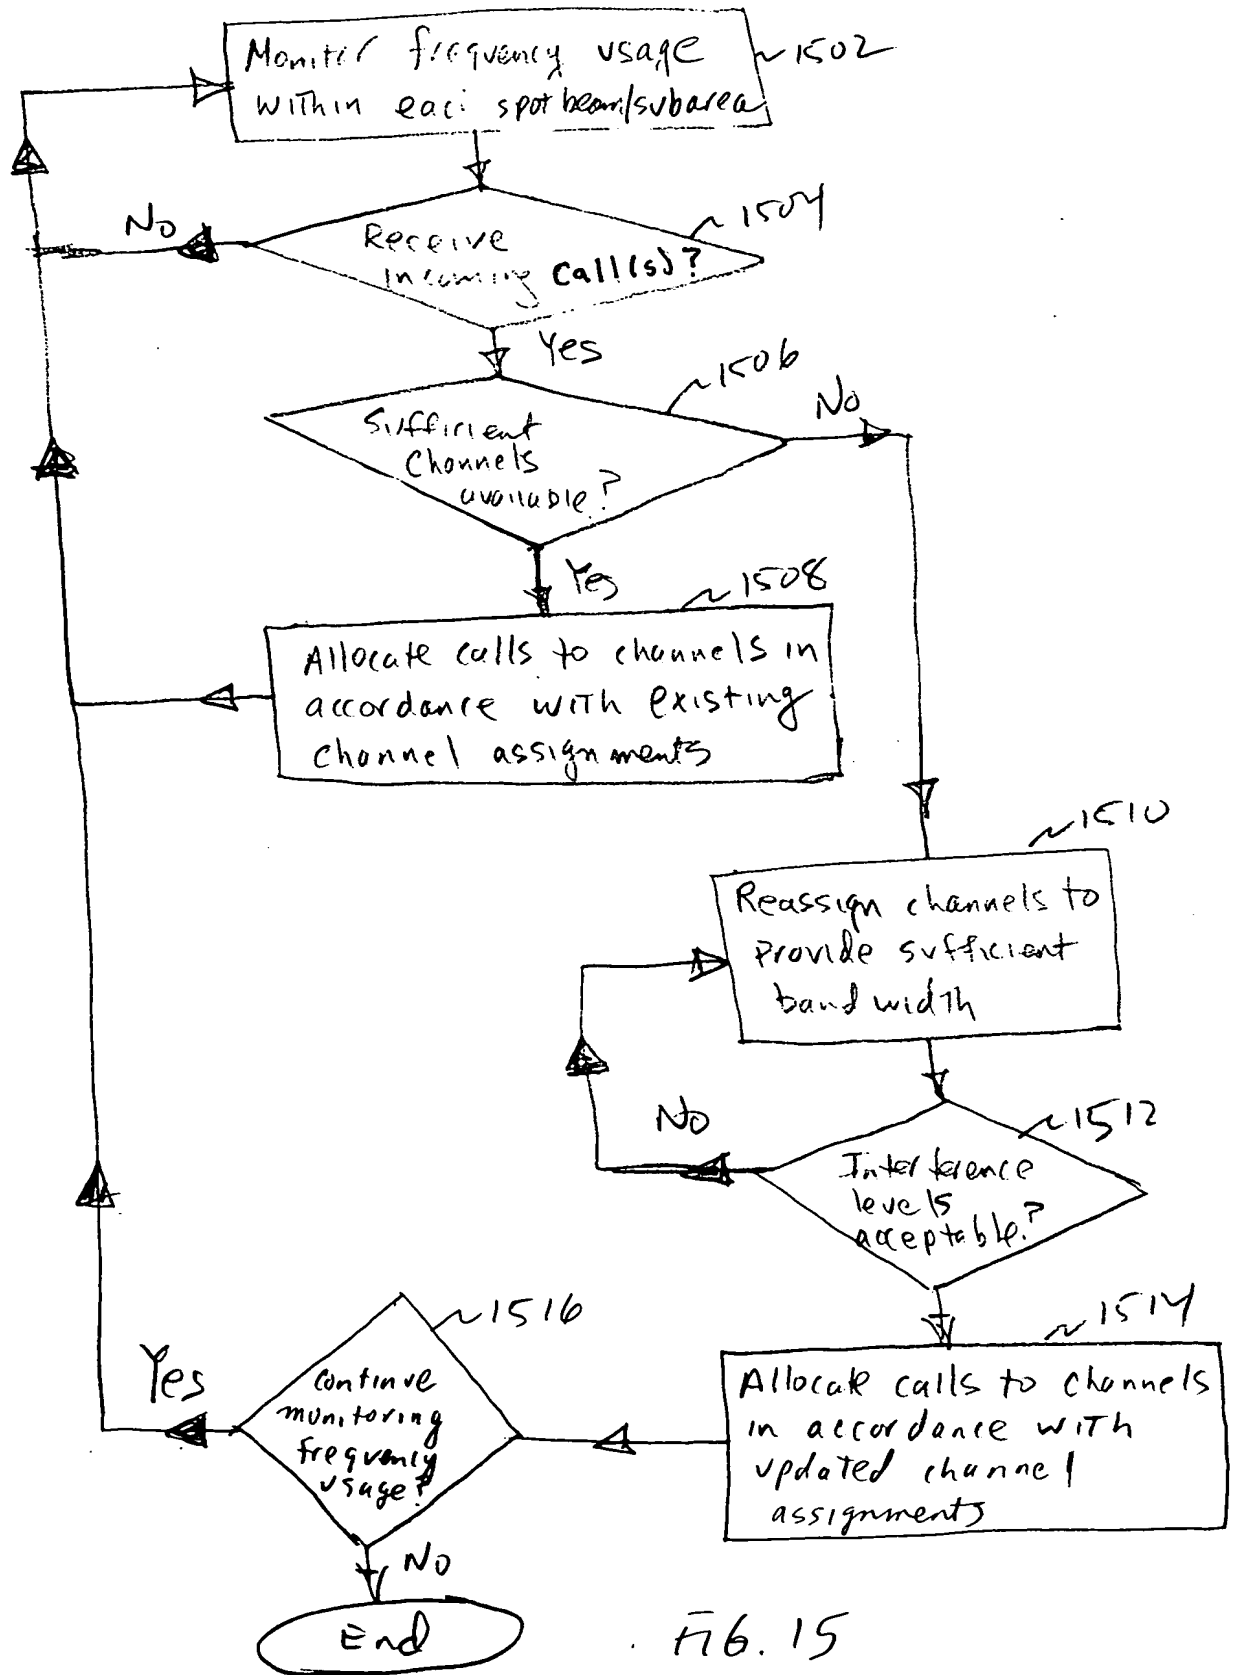 Monitor frequency usage
within each spot beam/subarea
1502
1504
No
Receive
incoming call(s)?
Yes
1506
No
Sufficient
Channels
available?
Yes
1508
Allocate calls to channels in
accordance with existing
channel assignments
1510
Reassign channels to
provide sufficient
bandwidth
No
1512
Interference
levels
acceptable?
1514
Allocate calls to channels
in accordance with
updated channel
assignments
1516
Yes
Continue
monitoring
frequency
usage?
No
End
FIG. 15